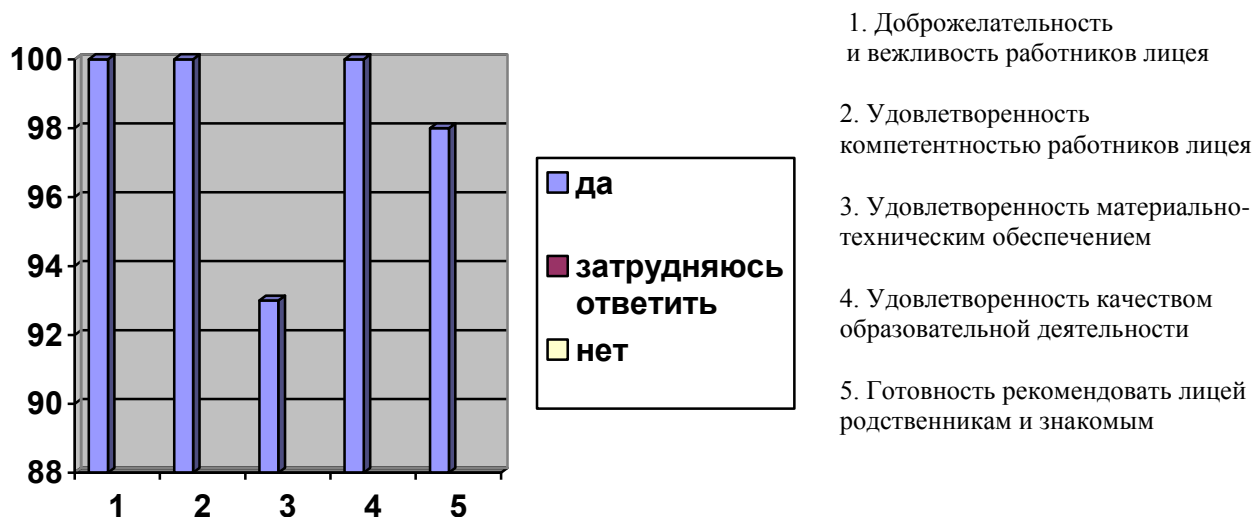 100
98
96
94
92
90
88
1
2
3
4
5
да
затрудняюсь
ответить
нет
1. Доброжелательность
и вежливость работников лицея
2. Удовлетворенность
компетентностью работников лицея
3. Удовлетворенность материально-
техническим обеспечением
4. Удовлетворенность качеством
образовательной деятельности
5. Готовность рекомендовать лицей
родственникам и знакомым